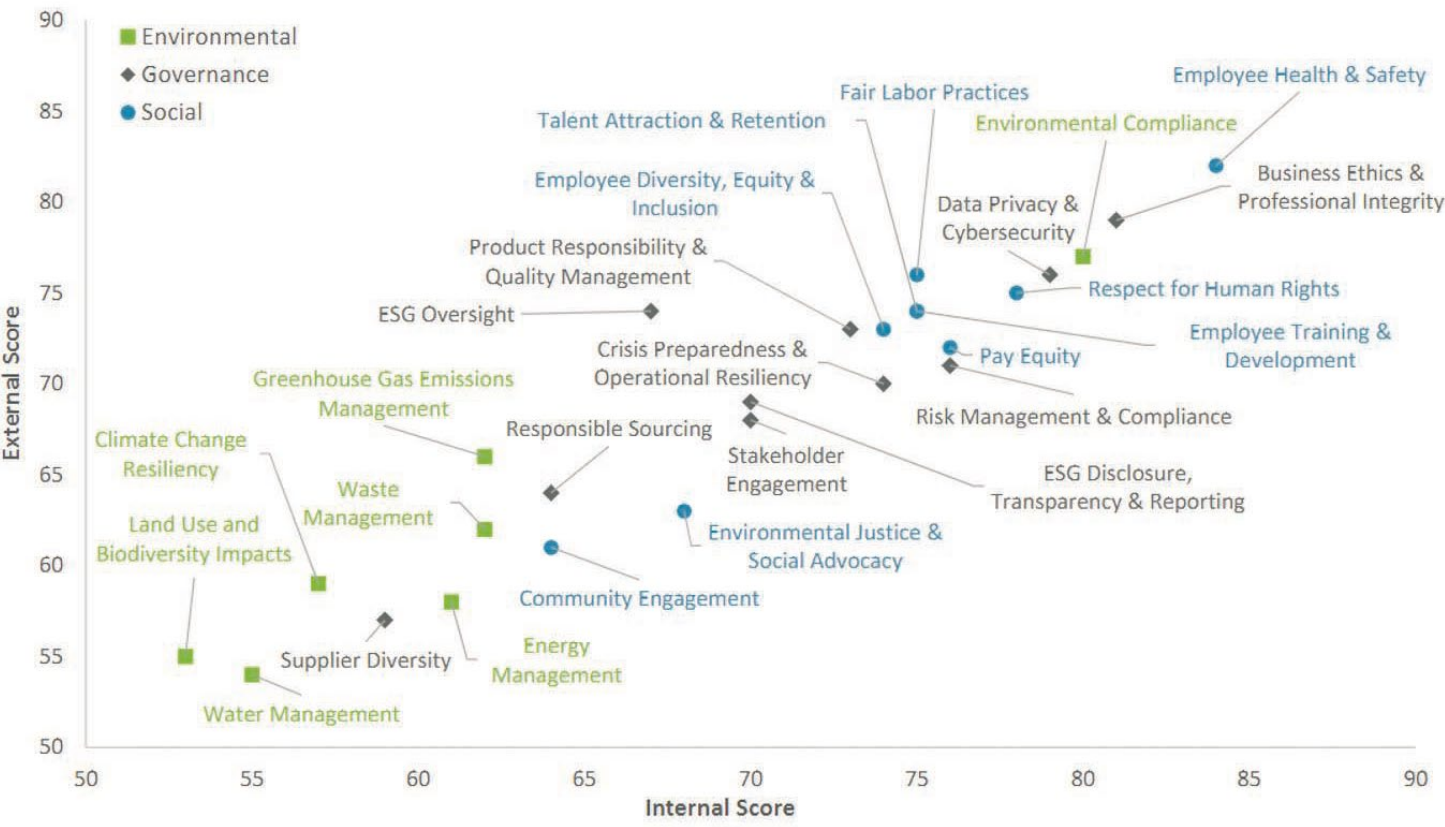 90
85
80
75
70
65
60
55
50
External Score
Environmental
Governance
Social
Employee Health & Safety
Fair Labor Practices
Talent Attraction & Retention
Environmental Compliance
Business Ethics &
Professional Integrity
Employee Diversity, Equity &
Inclusion
Data Privacy &
Cybersecurity
Product Responsibility &
Quality Management
Respect for Human Rights
ESG Oversight
Employee Training &
Development
Crisis Preparedness &
Operational Resiliency
Pay Equity
Greenhouse Gas Emissions
Management
Risk Management & Compliance
Responsible Sourcing
Climate Change
Resiliency
Stakeholder
Engagement
ESG Disclosure,
Transparency & Reporting
Waste
Management
Land Use and
Biodiversity Impacts
Environmental Justice &
Social Advocacy
Community Engagement
Energy
Management
Supplier Diversity
Water Management
50
55
60
65
70
75
80
85
90
Internal Score